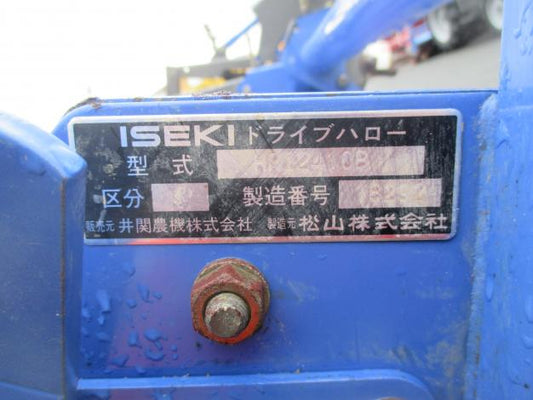 ISEKI ドライブハロー
型式
区分 製造番号
販売元 井関農機株式会社 製造元 松山株式会社